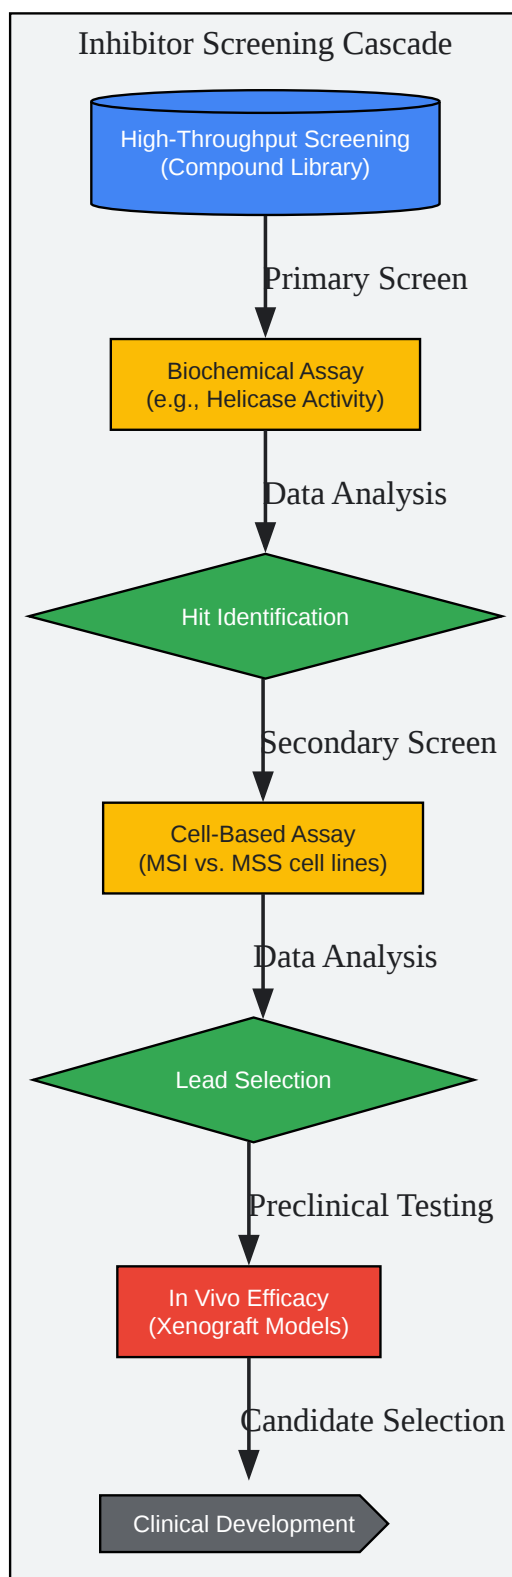 Inhibitor Screening Cascade
High-Throughput Screening
(Compound Library)
Primary Screen
Biochemical Assay
(e.g., Helicase Activity)
Data Analysis
Hit Identification
Secondary Screen
Cell-Based Assay
(MSI vs. MSS cell lines)
Data Analysis
Lead Selection
Preclinical Testing
In Vivo Efficacy
(Xenograft Models)
Candidate Selection
Clinical Development